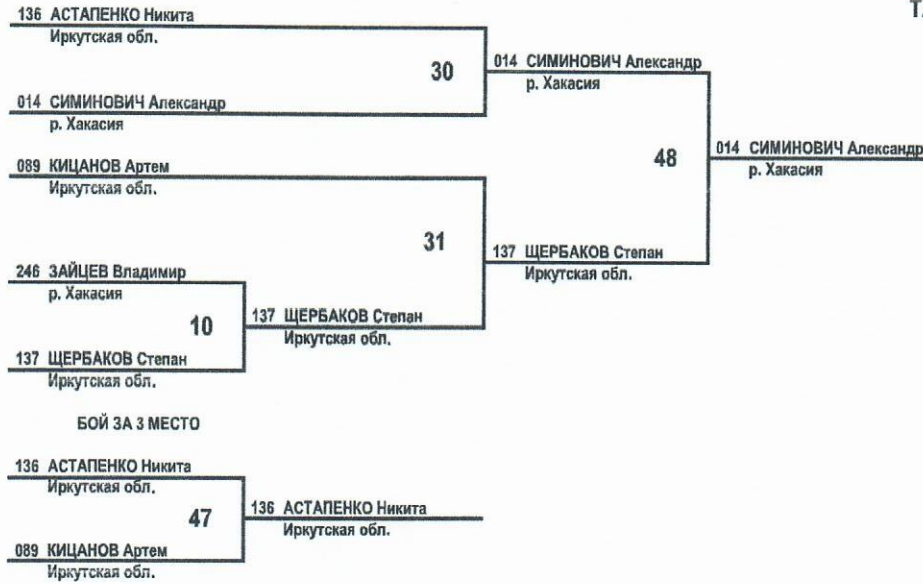 136 АСТАПЕНКО Никита
Иркутская обл.
30
014 СИМИНОВИЧ Александр
р. Хакасия
014 СИМИНОВИЧ Александр
р. Хакасия
089 КИЦАНОВ Артем
Иркутская обл.
48
014 СИМИНОВИЧ Александр
р. Хакасия
31
137 ЩЕРБАКОВ Степан
Иркутская обл.
246 ЗАЙЦЕВ Владимир
р. Хакасия
10
137 ЩЕРБАКОВ Степан
Иркутская обл.
137 ЩЕРБАКОВ Степан
Иркутская обл.
БОЙ ЗА 3 МЕСТО
136 АСТАПЕНКО Никита
Иркутская обл.
47
136 АСТАПЕНКО Никита
Иркутская обл.
089 КИЦАНОВ Артем
Иркутская обл.